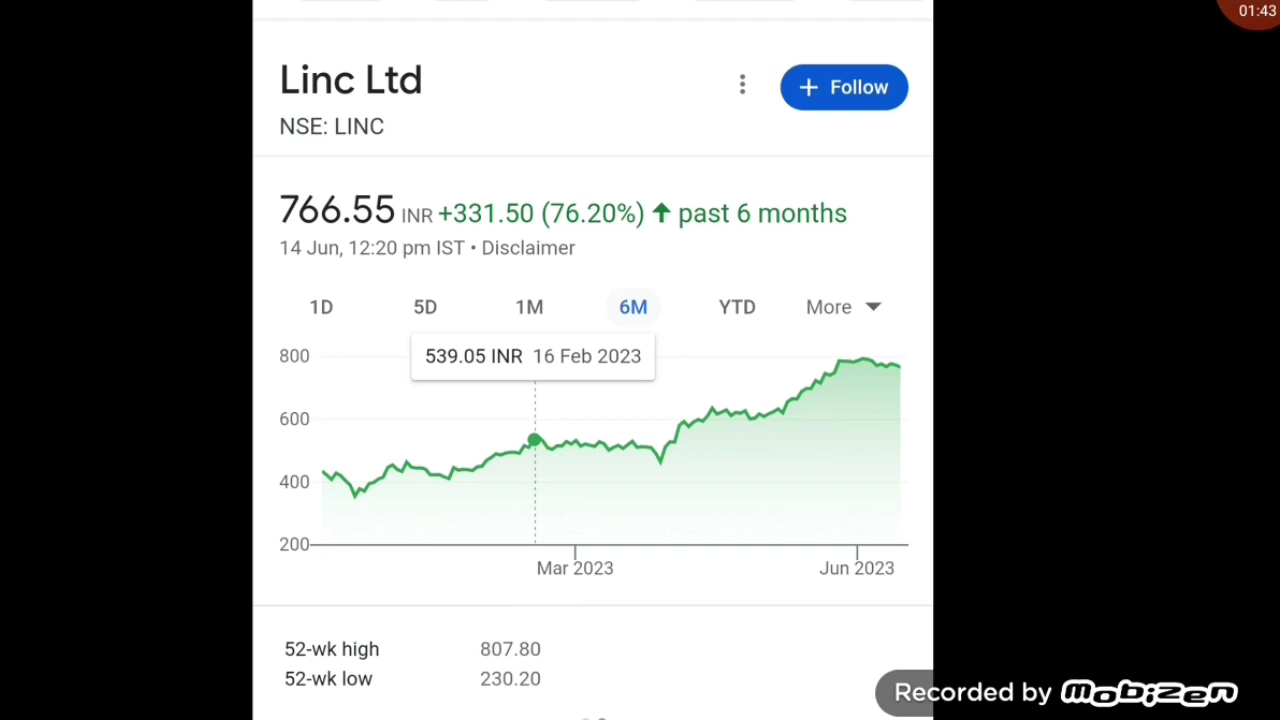 01:43
Linc Ltd
+ Follow
NSE: LINC
766.55 INR +331.50 (76.20%) ↑ past 6 months
14 Jun, 12:20 pm IST • Disclaimer
1D 5D 1M 6M YTD More
539.05 INR 16 Feb 2023
800
600
400
200
Mar 2023 Jun 2023
52-wk high 807.80
52-wk low 230.20
Recorded by mobizen